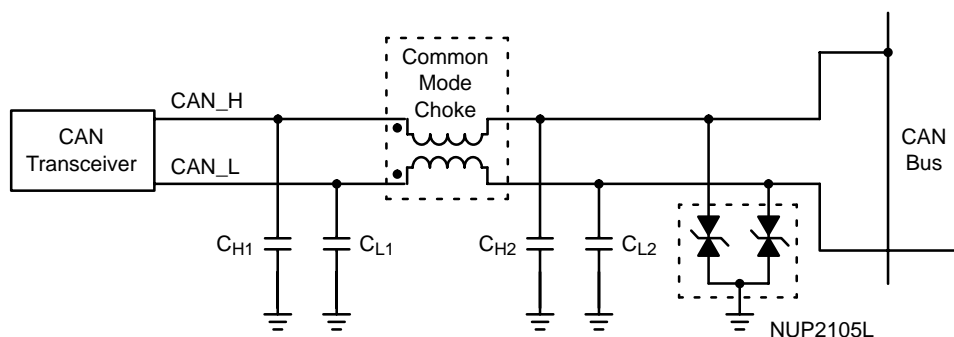 Common
Mode
Choke
CAN_H
CAN
Transceiver
CAN_L
CAN
Bus
CH1
CL1
CH2
CL2
NUP2105L